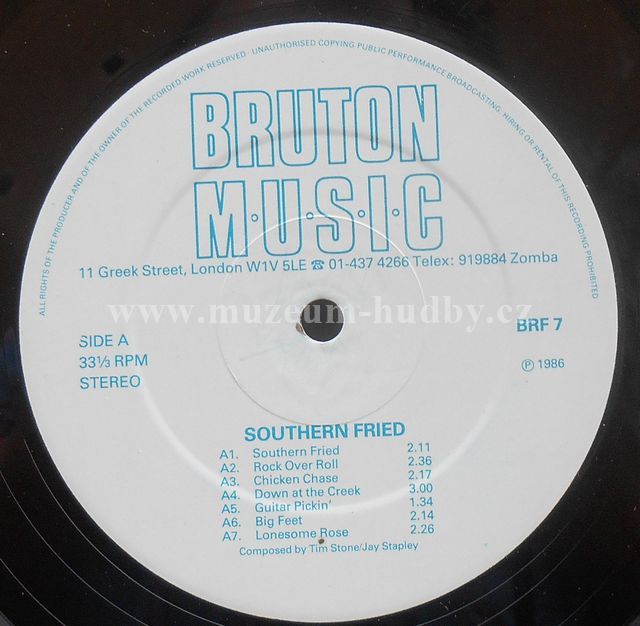 ALL RIGHTS OF THE PRODUCER AND OF THE OWNER OF THE RECORDED WORK RESERVED UNAUTHORISED COPYING PUBLIC PERFORMANCE BROADCASTING HIRING OR RENTAL OF THIS RECORDING PROHIBITED
BRUTON
M·U·S·I·C
11 Greek Street, London W1V 5LE ☎ 01-437 4266 Telex: 919884 Zomba
www.muzeum-hudby.cz
BRF 7
SIDE A
33⅓ RPM
STEREO
℗ 1986
SOUTHERN FRIED
A1. Southern Fried 2.11
A2. Rock Over Roll 2.36
A3. Chicken Chase 2.17
A4. Down at the Creek 3.00
A5. Guitar Pickin' 1.34
A6. Big Feet 2.14
A7. Lonesome Rose 2.26
Composed by Tim Stone/Jay Stapley